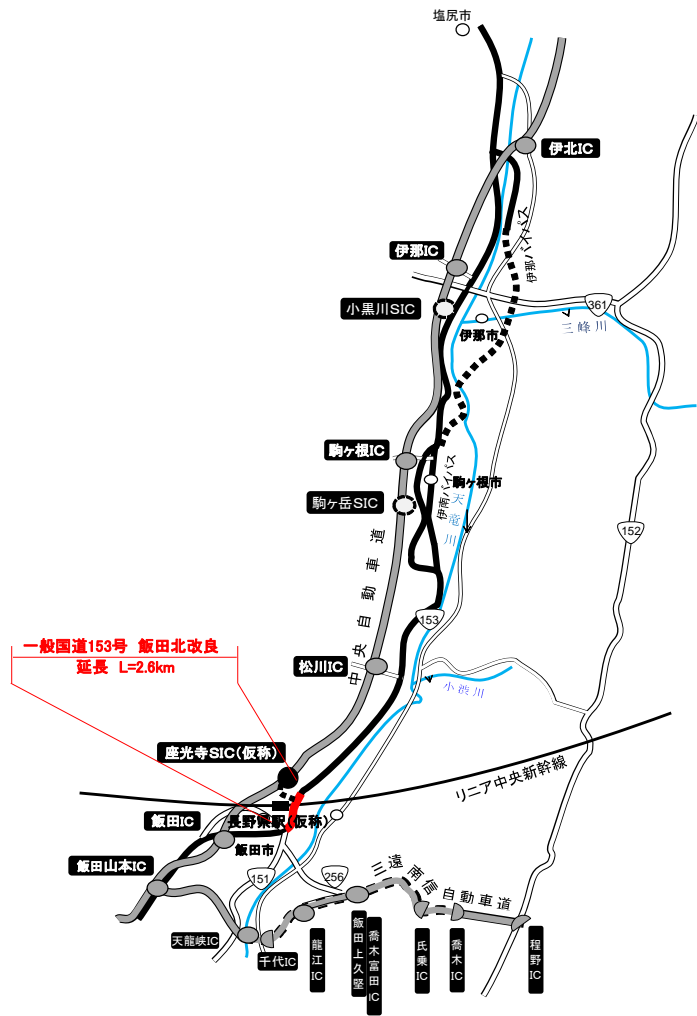 塩尻市
伊北IC
伊那バイパス
伊那IC
小黒川SIC
361
三峰川
伊那市
駒ヶ根IC
駒ヶ根市
伊南バイパス
駒ヶ岳SIC
天竜川
152
中央自動車道
153
一般国道153号 飯田北改良
延長 L=2.6km
松川IC
小渋川
座光寺SIC(仮称)
リニア中央新幹線
飯田IC
長野県駅(仮称)
飯田市
飯田山本IC
151
256
三遠南信自動車道
天龍峡IC
千代IC
龍江IC
飯田上久堅
喬木富田IC
氏乗IC
喬木IC
程野IC